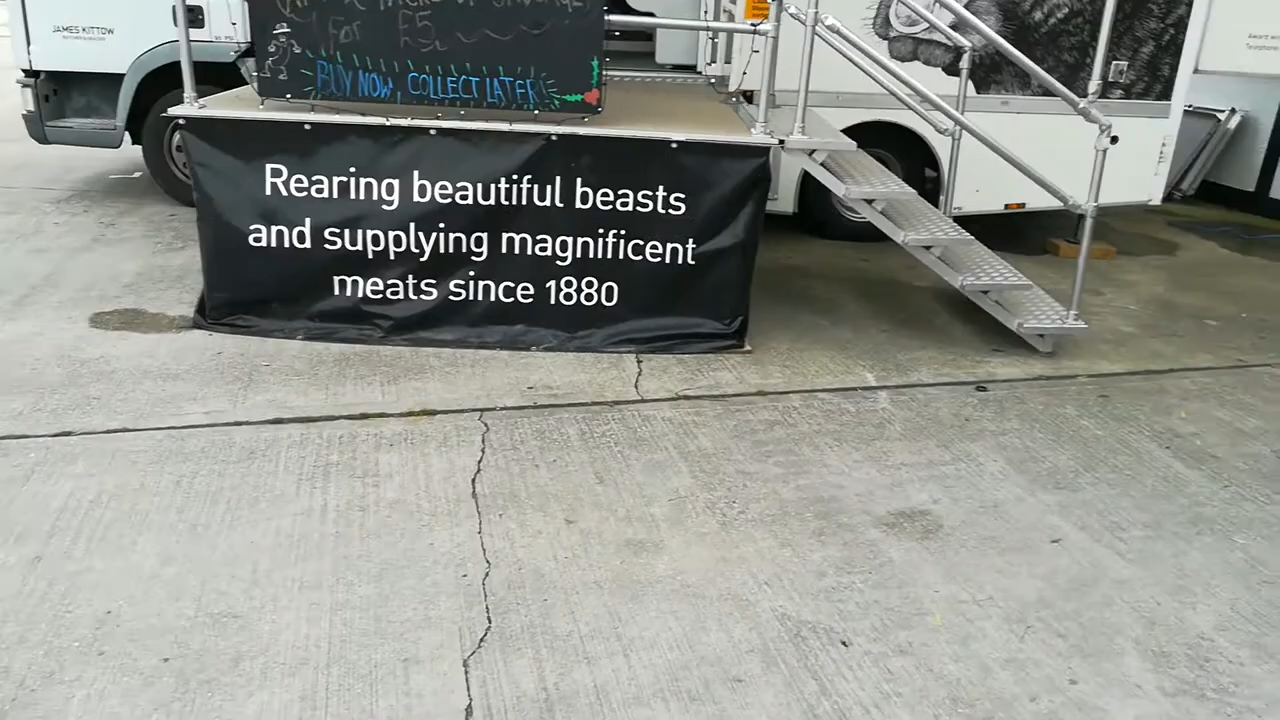 JAMES KITTOW
For £5
BUY NOW, COLLECT LATER!
Rearing beautiful beasts
and supplying magnificent
meats since 1880